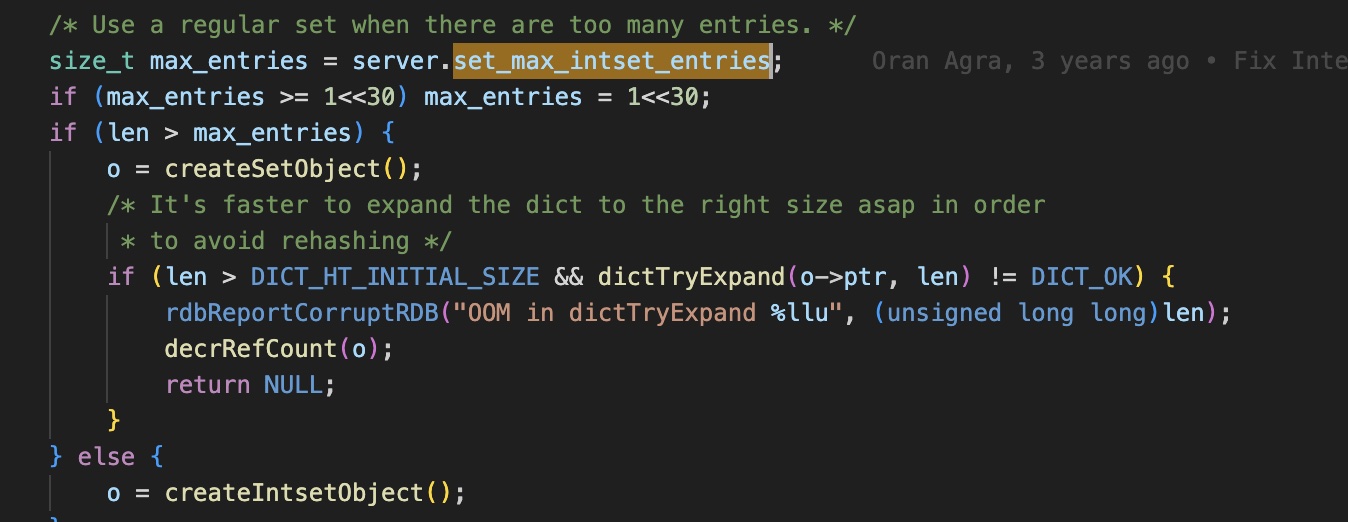 /* Use a regular set when there are too many entries. */
size_t max_entries = server.set_max_intset_entries; Oran Agra, 3 years ago • Fix Inte
if (max_entries >= 1<<30) max_entries = 1<<30;
if (len > max_entries) {
o = createSetObject();
/* It's faster to expand the dict to the right size asap in order
* to avoid rehashing */
if (len > DICT_HT_INITIAL_SIZE && dictTryExpand(o->ptr, len) != DICT_OK) {
rdbReportCorruptRDB("OOM in dictTryExpand %llu", (unsigned long long)len);
decrRefCount(o);
return NULL;
}
} else {
o = createIntsetObject();